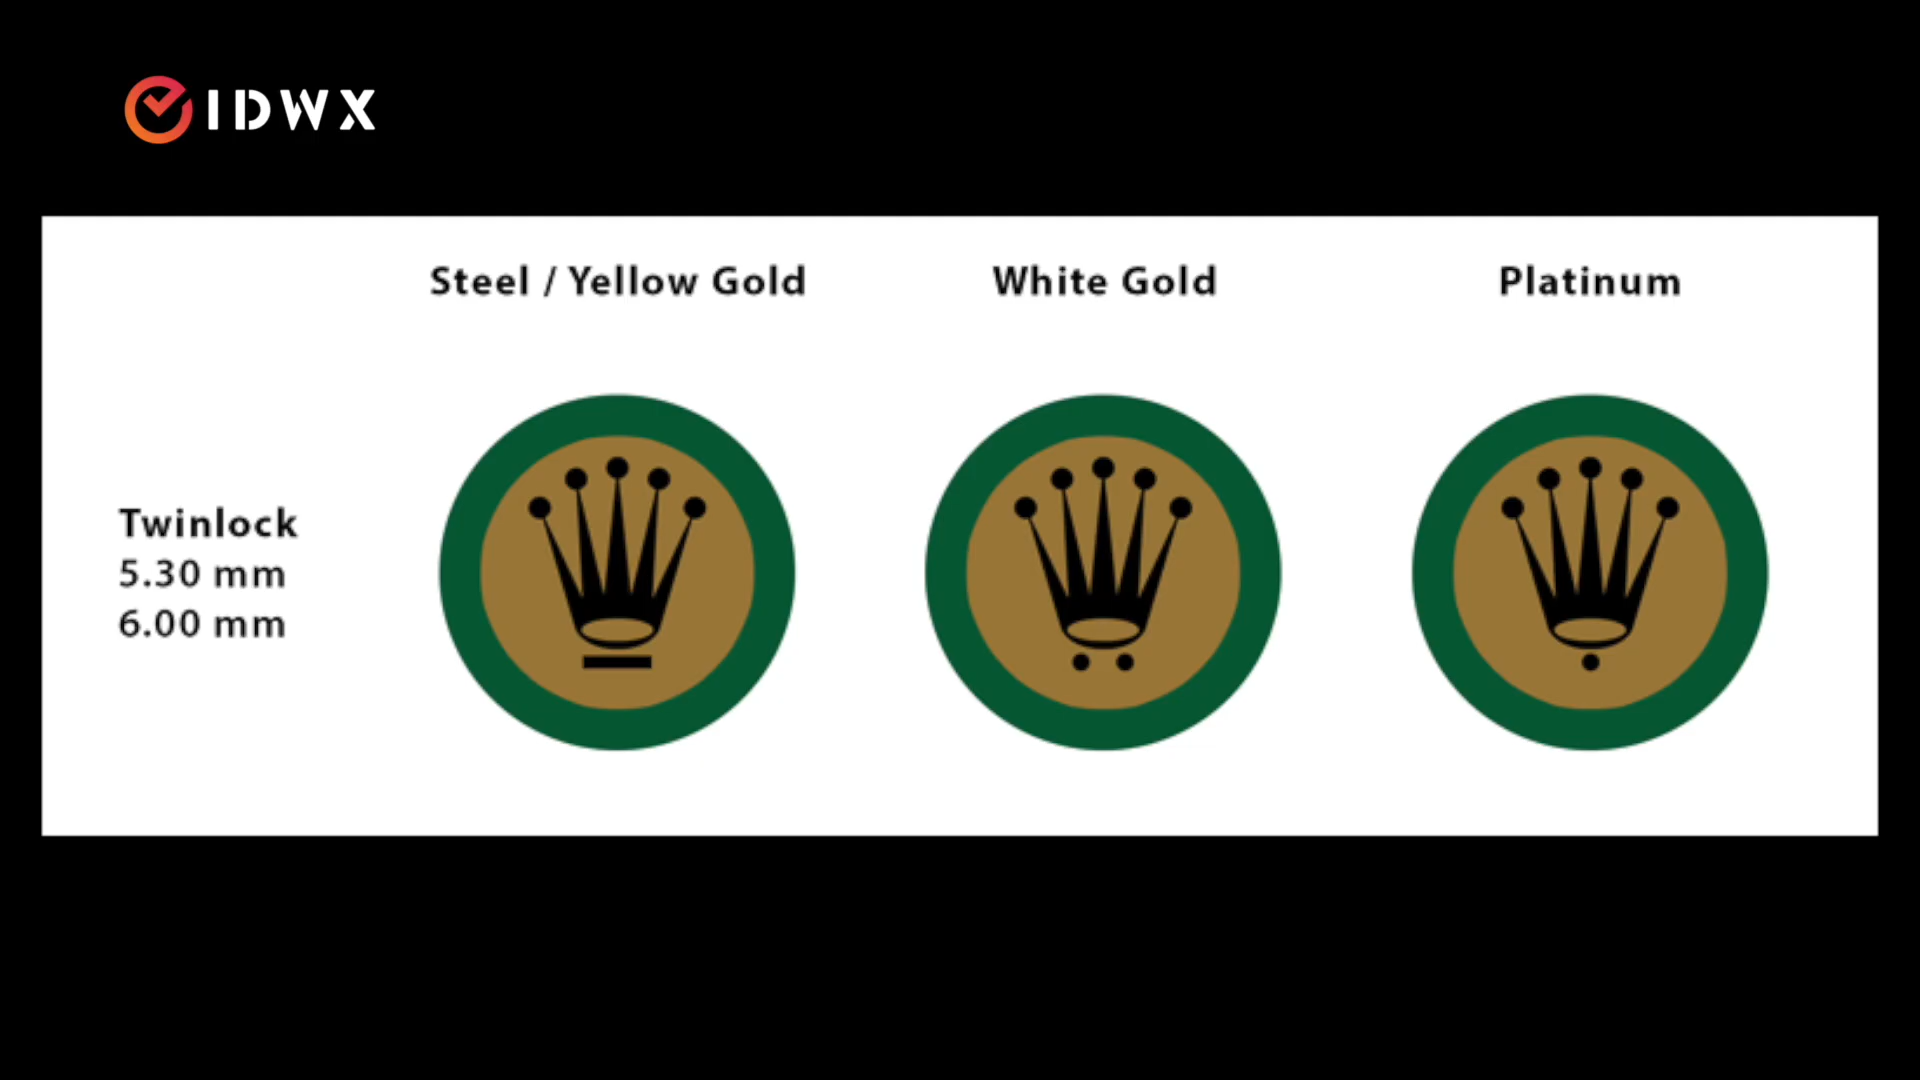 IDWX
Steel / Yellow Gold
White Gold
Platinum
Twinlock
5.30 mm
6.00 mm